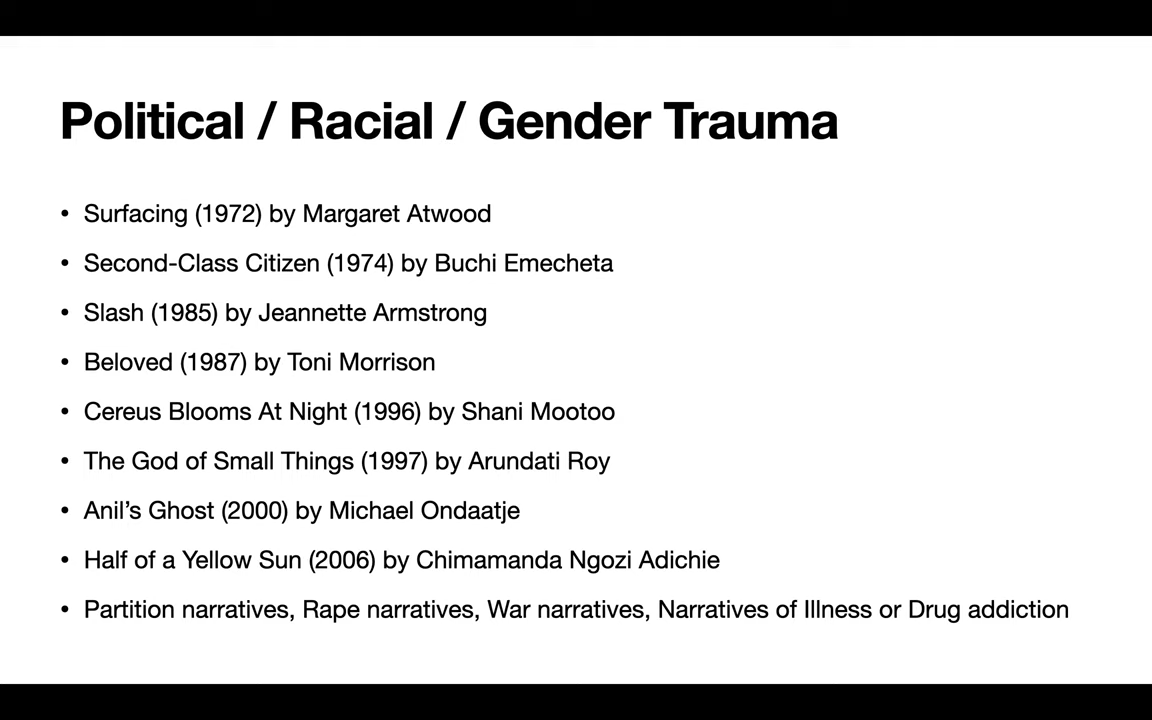 Political / Racial / Gender Trauma
• Surfacing (1972) by Margaret Atwood
• Second-Class Citizen (1974) by Buchi Emecheta
• Slash (1985) by Jeannette Armstrong
• Beloved (1987) by Toni Morrison
• Cereus Blooms At Night (1996) by Shani Mootoo
• The God of Small Things (1997) by Arundati Roy
• Anil’s Ghost (2000) by Michael Ondaatje
• Half of a Yellow Sun (2006) by Chimamanda Ngozi Adichie
• Partition narratives, Rape narratives, War narratives, Narratives of Illness or Drug addiction